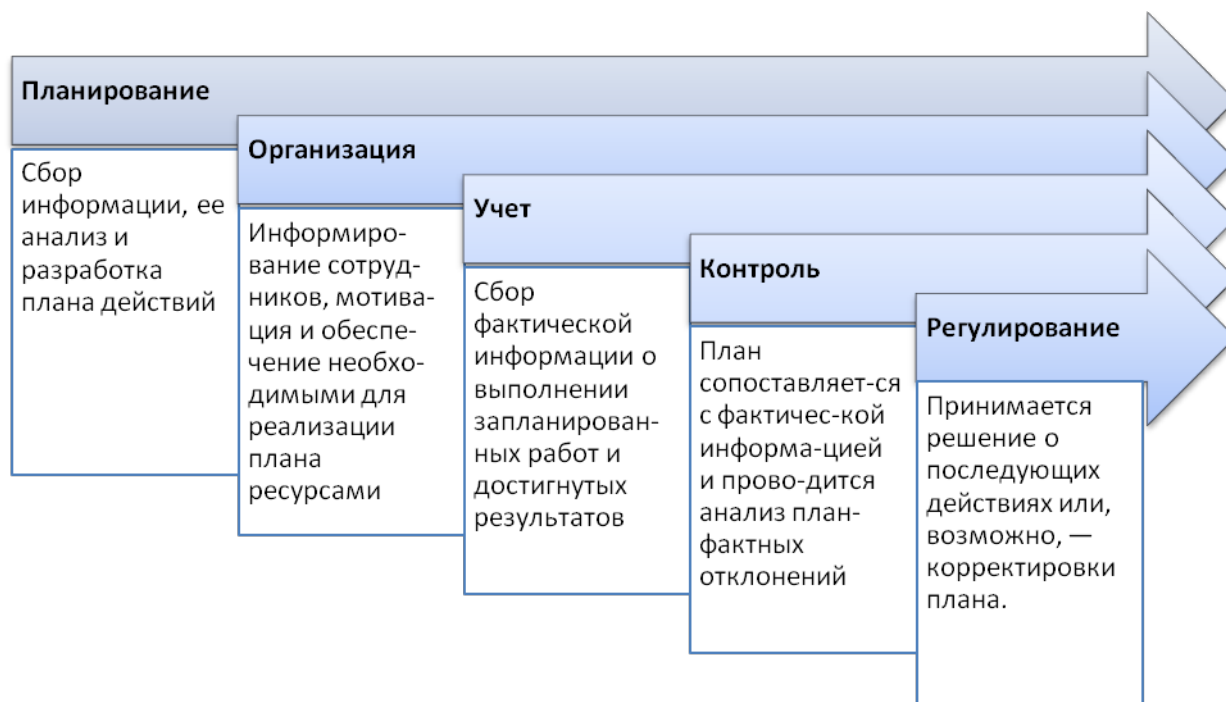 Планирование
Сбор
информации, ее
анализ и
разработка
плана действий
Организация
Информиро-
вание сотруд-
ников, мотива-
ция и обеспе-
чение необхо-
димыми для
реализации
плана
ресурсами
Учет
Сбор
фактической
информации о
выполнении
запланирован-
ных работ и
достигнутых
результатов
Контроль
План
сопоставляет-ся
с фактичес-кой
информа-цией
и прово-дится
анализ план-
фактных
отклонений
Регулирование
Принимается
решение о
последующих
действиях или,
возможно, —
корректировки
плана.